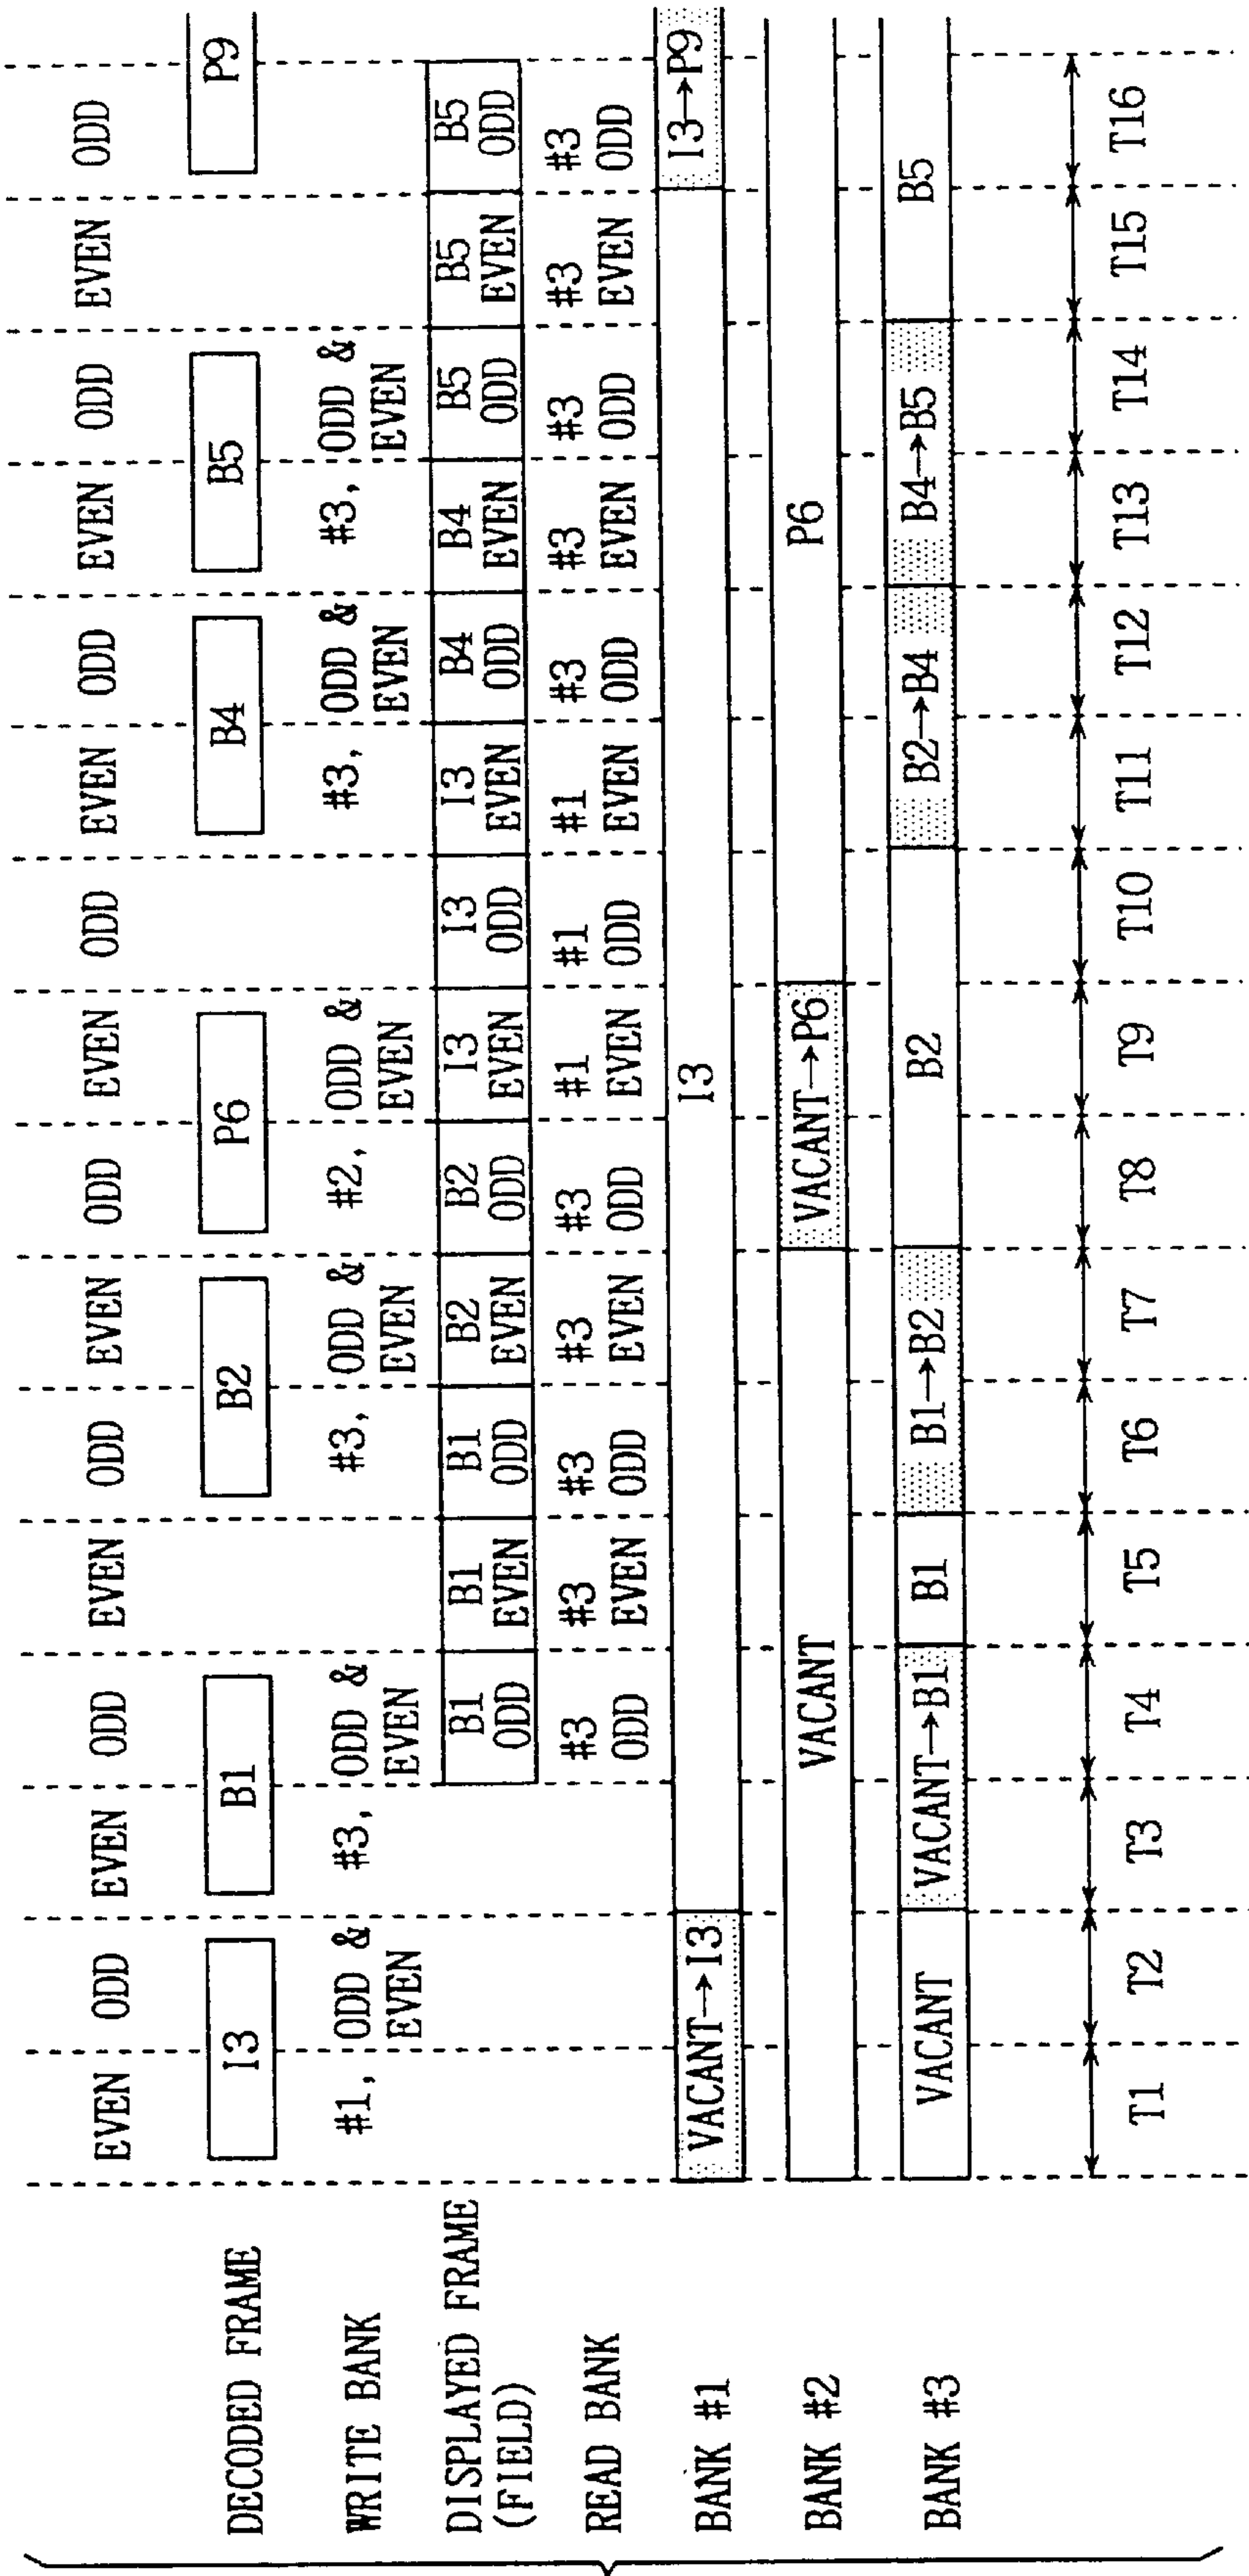 EVEN ODD EVEN ODD EVEN ODD EVEN ODD EVEN ODD EVEN ODD EVEN ODD EVEN ODD
DECODED FRAME I3 B1 B2 P6 B4 B5 P9
WRITE BANK #1, ODD & #3, ODD & #3, ODD & #2, ODD & #3, ODD & #3, ODD &
EVEN EVEN EVEN EVEN EVEN EVEN
DISPLAYED FRAME B1 B1 B1 B2 B2 I3 I3 I3 B4 B4 B5 B5 B5
(FIELD) ODD EVEN ODD EVEN ODD EVEN ODD EVEN ODD EVEN ODD EVEN ODD
READ BANK #3 #3 #3 #3 #3 #1 #1 #1 #3 #3 #3 #3 #3
ODD EVEN ODD EVEN ODD EVEN ODD EVEN ODD EVEN ODD EVEN ODD
BANK #1 VACANT→I3 I3 I3→P9
BANK #2 VACANT VACANT→P6 P6
BANK #3 VACANT VACANT→B1 B1 B1→B2 B2 B2→B4 B4→B5 B5
T1 T2 T3 T4 T5 T6 T7 T8 T9 T10 T11 T12 T13 T14 T15 T16